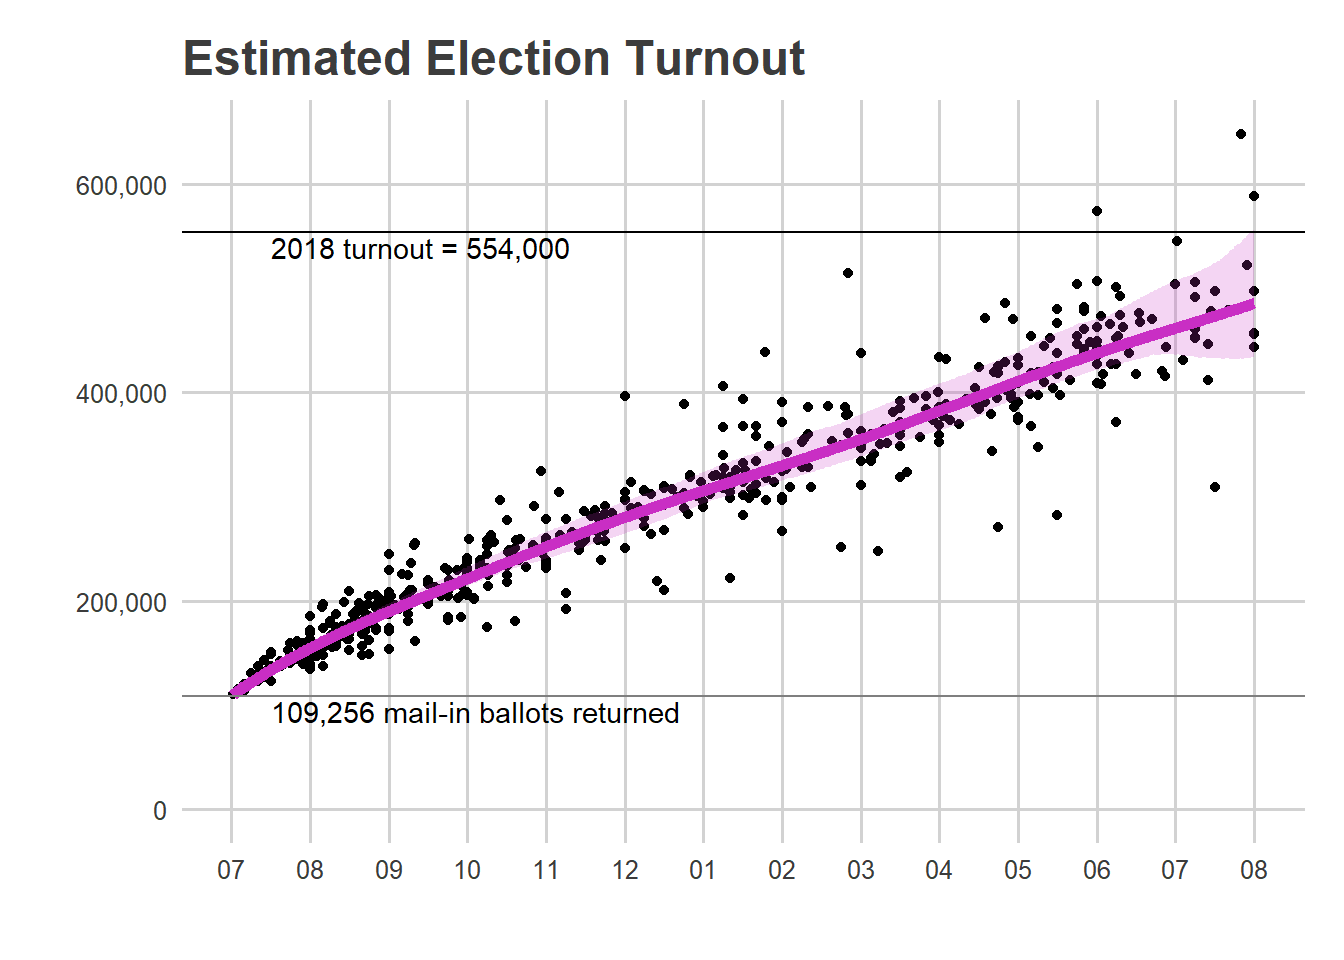 Estimated Election Turnout
600,000
2018 turnout = 554,000
400,000
200,000
109,256 mail-in ballots returned
0
07 08 09 10 11 12 01 02 03 04 05 06 07 08